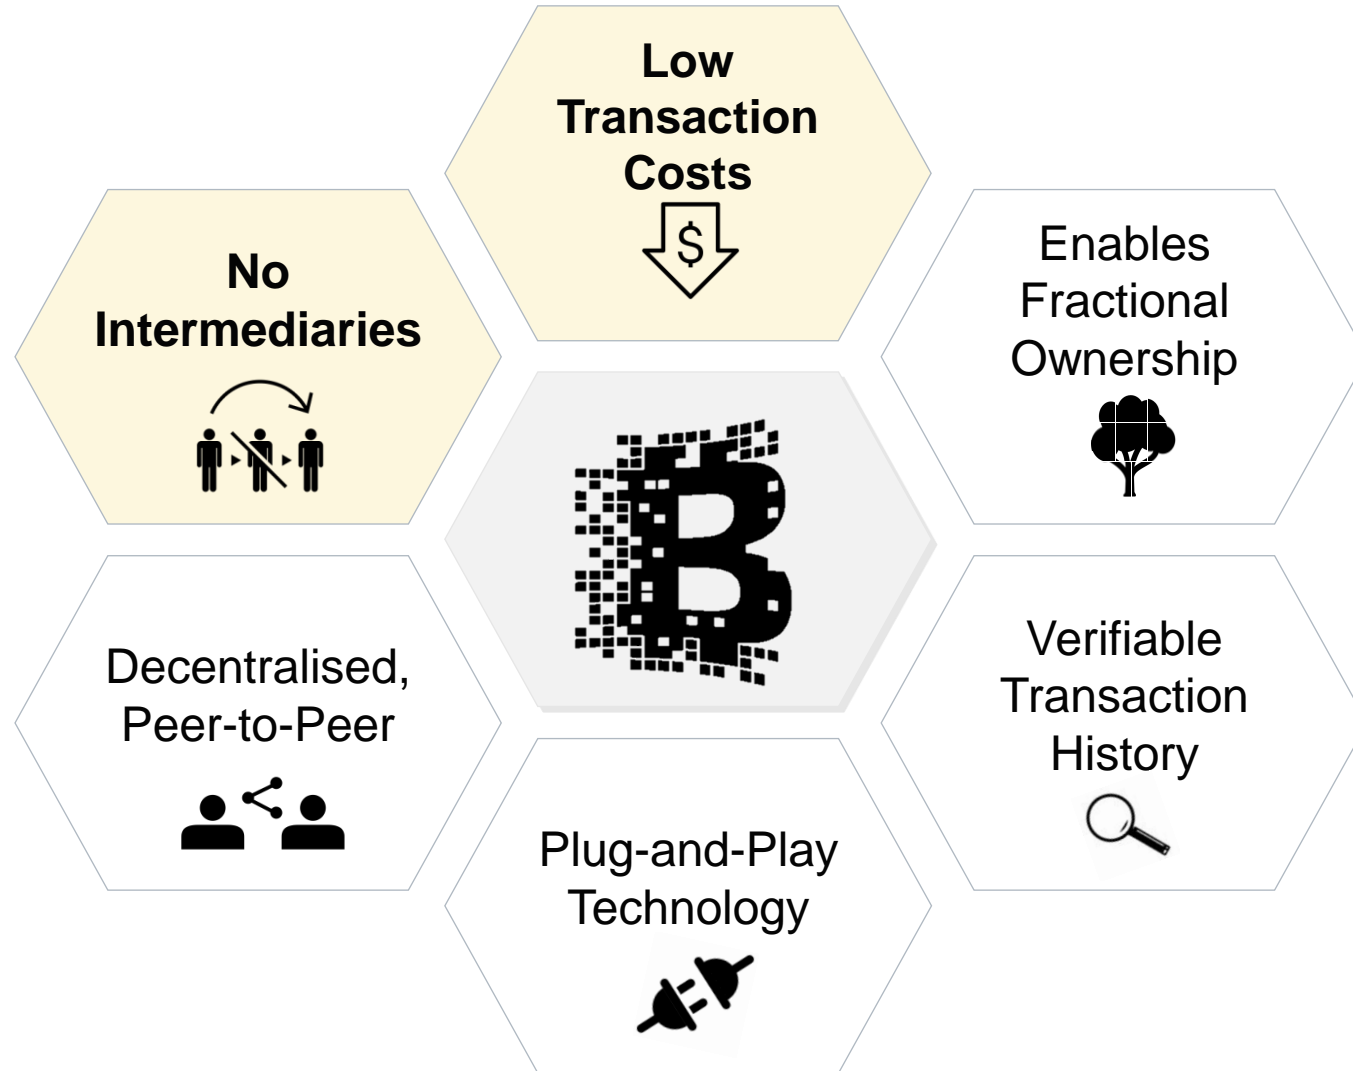 Low
Transaction
Costs
$
No
Intermediaries
Enables
Fractional
Ownership
B
Decentralised,
Peer-to-Peer
Verifiable
Transaction
History
Plug-and-Play
Technology